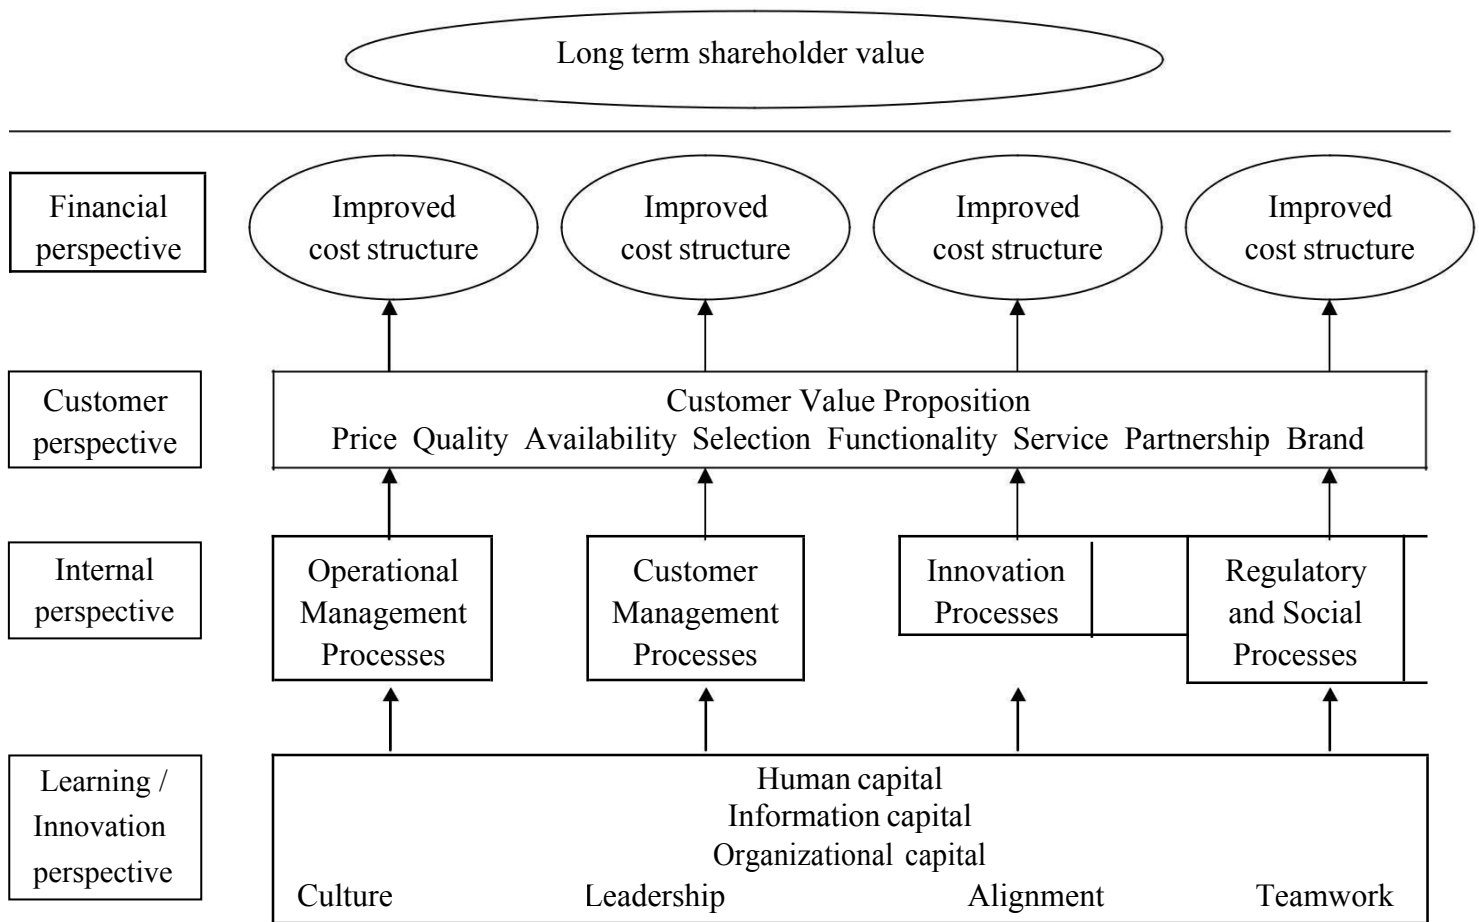 Long term shareholder value
Financial
perspective
Improved
cost structure
Improved
cost structure
Improved
cost structure
Improved
cost structure
Customer
perspective
Customer Value Proposition
Price Quality Availability Selection Functionality Service Partnership Brand
Internal
perspective
Operational
Management
Processes
Customer
Management
Processes
Innovation
Processes
Regulatory
and Social
Processes
Learning /
Innovation
perspective
Human capital
Information capital
Organizational capital
Culture Leadership Alignment Teamwork